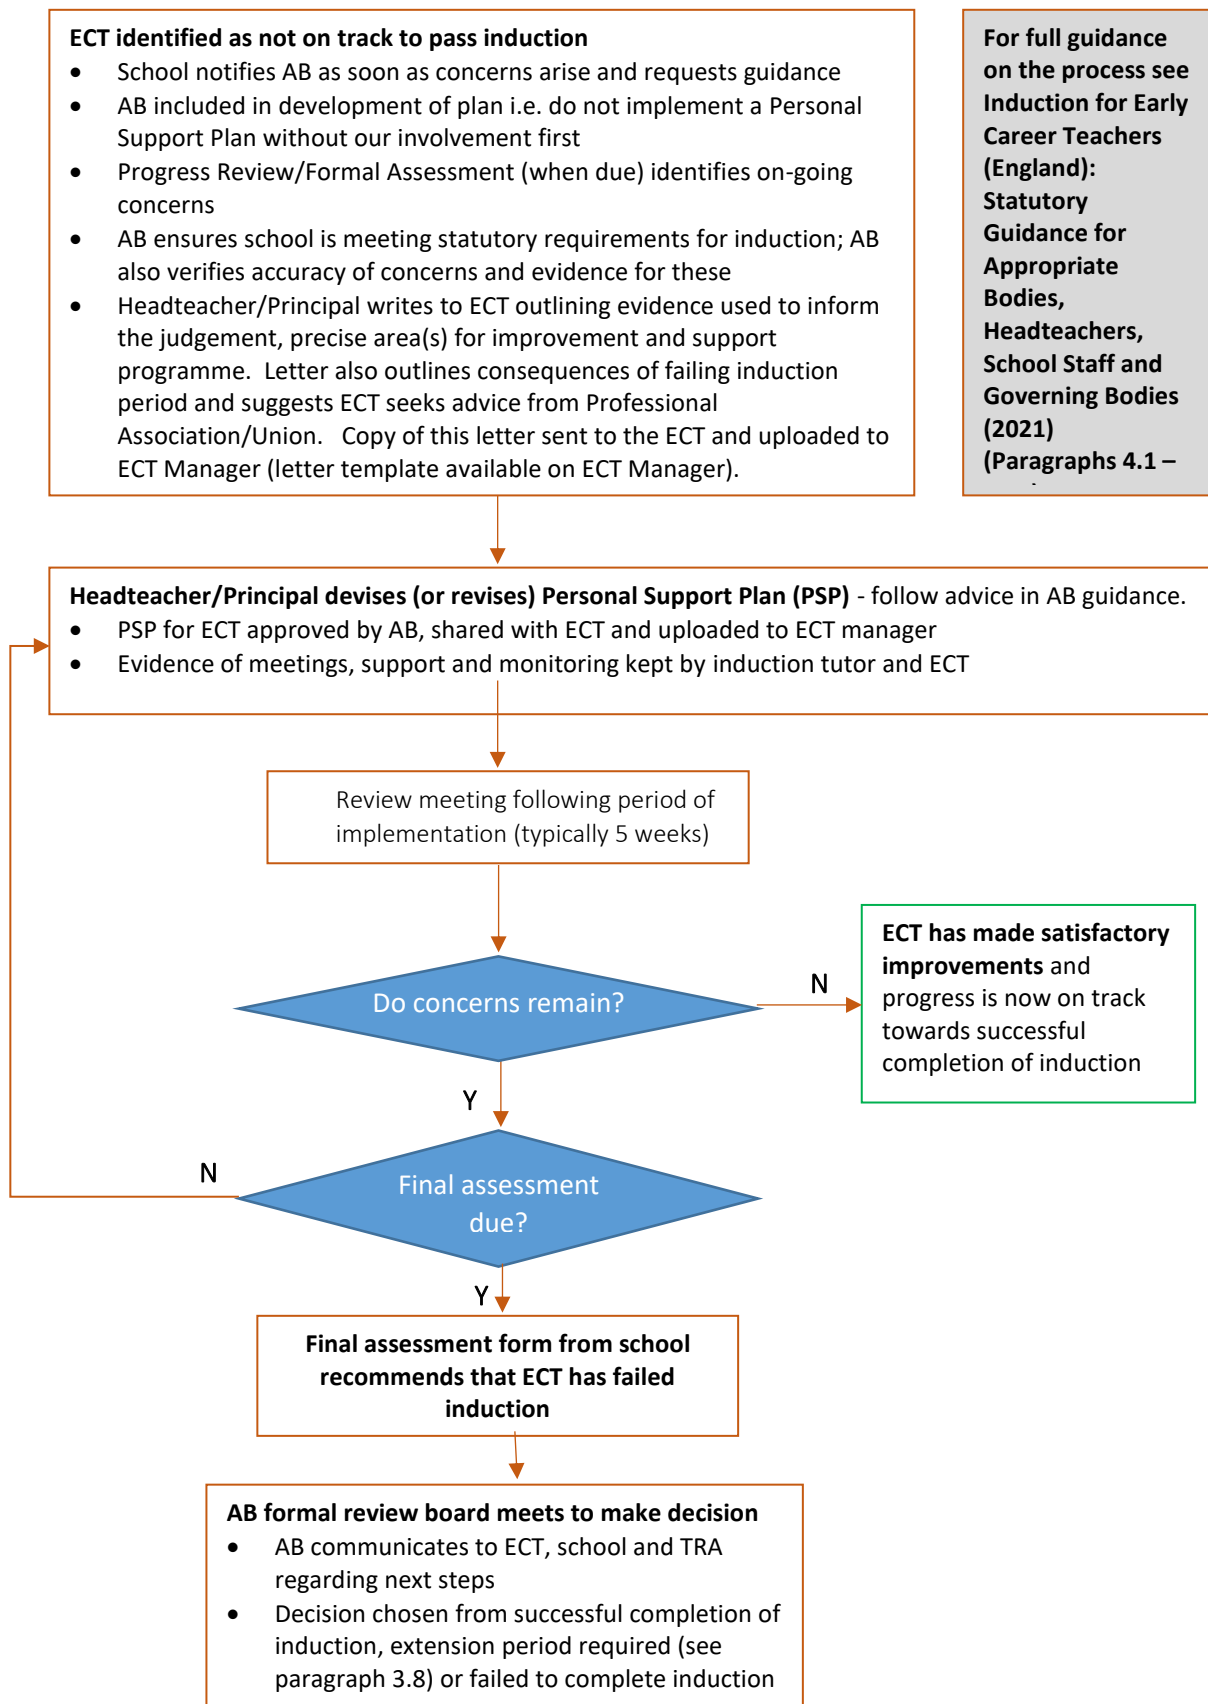 ECT identified as not on track to pass induction
• School notifies AB as soon as concerns arise and requests guidance
• AB included in development of plan i.e. do not implement a Personal
Support Plan without our involvement first
• Progress Review/Formal Assessment (when due) identifies on-going
concerns
• AB ensures school is meeting statutory requirements for induction; AB
also verifies accuracy of concerns and evidence for these
• Headteacher/Principal writes to ECT outlining evidence used to inform
the judgement, precise area(s) for improvement and support
programme.  Letter also outlines consequences of failing induction
period and suggests ECT seeks advice from Professional
Association/Union.   Copy of this letter sent to the ECT and uploaded to
ECT Manager (letter template available on ECT Manager).
For full guidance
on the process see
Induction for Early
Career Teachers
(England):
Statutory
Guidance for
Appropriate
Bodies,
Headteachers,
School Staff and
Governing Bodies
(2021)
(Paragraphs 4.1 –
Headteacher/Principal devises (or revises) Personal Support Plan (PSP) - follow advice in AB guidance.
• PSP for ECT approved by AB, shared with ECT and uploaded to ECT manager
• Evidence of meetings, support and monitoring kept by induction tutor and ECT
Review meeting following period of
implementation (typically 5 weeks)
Do concerns remain?
N
ECT has made satisfactory
improvements and
progress is now on track
towards successful
completion of induction
Y
N
Final assessment
due?
Y
Final assessment form from school
recommends that ECT has failed
induction
AB formal review board meets to make decision
• AB communicates to ECT, school and TRA
regarding next steps
• Decision chosen from successful completion of
induction, extension period required (see
paragraph 3.8) or failed to complete induction